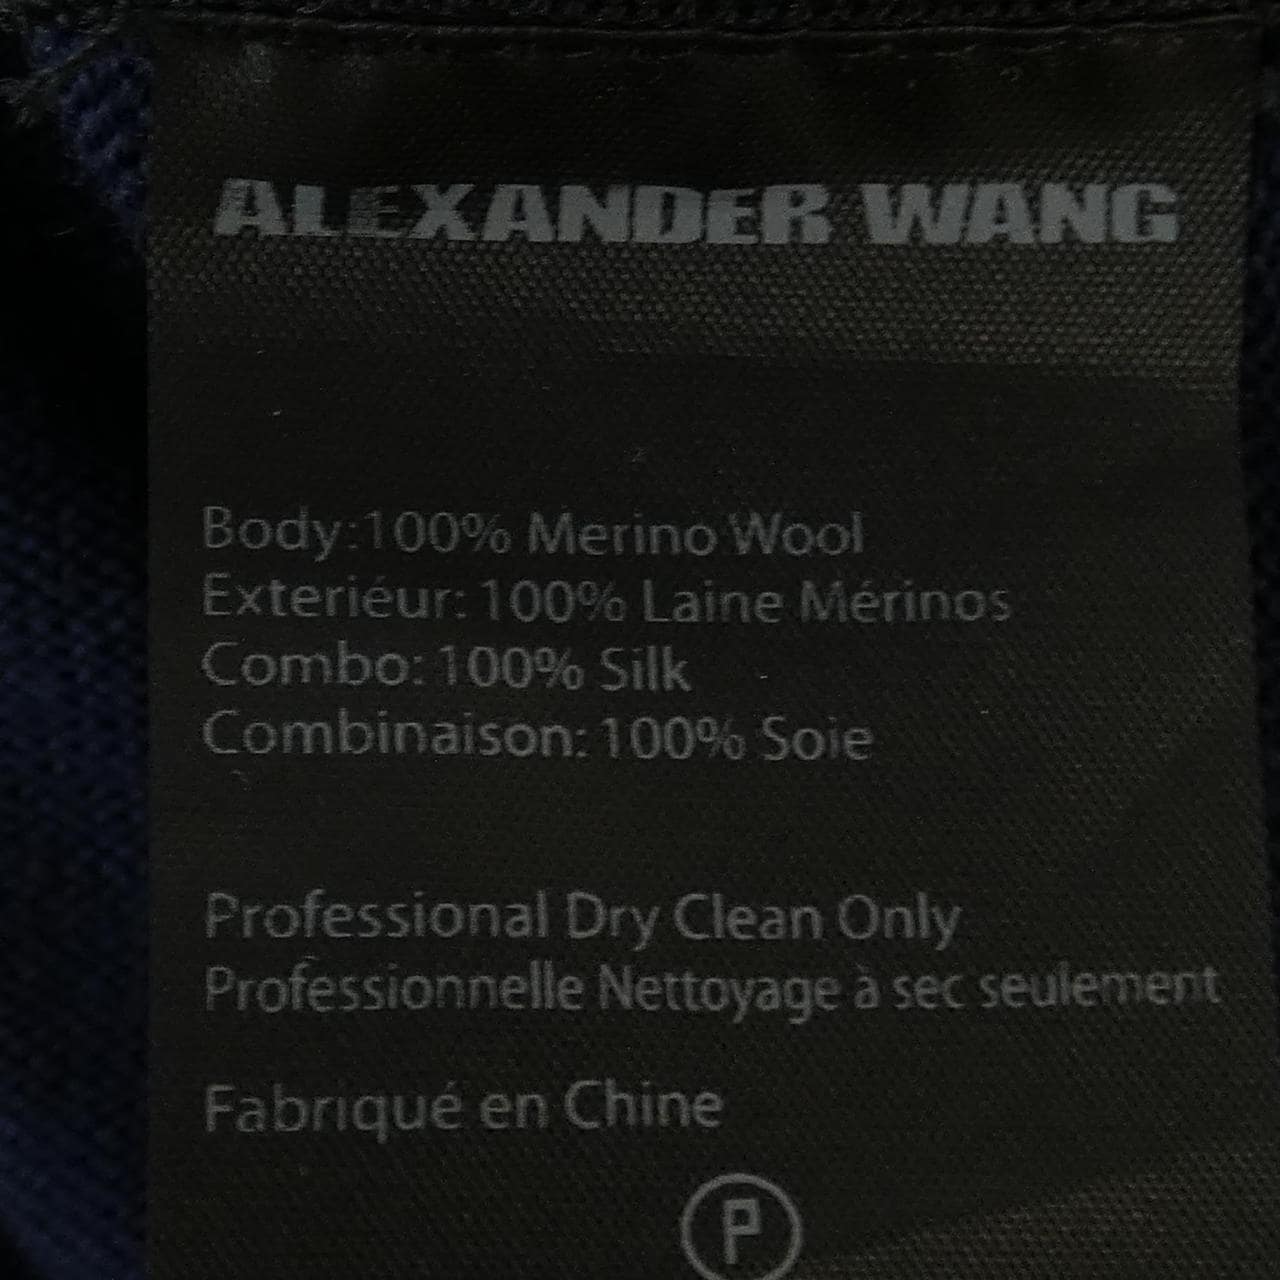 ALEXANDER WANG
Body:100% Merino Wool
Exteriéur: 100% Laine Mérinos
Combo: 100% Silk
Combinaison: 100% Soie
Professional Dry Clean Only
Professionnelle Nettoyage à sec seulement
Fabriqué en Chine
P